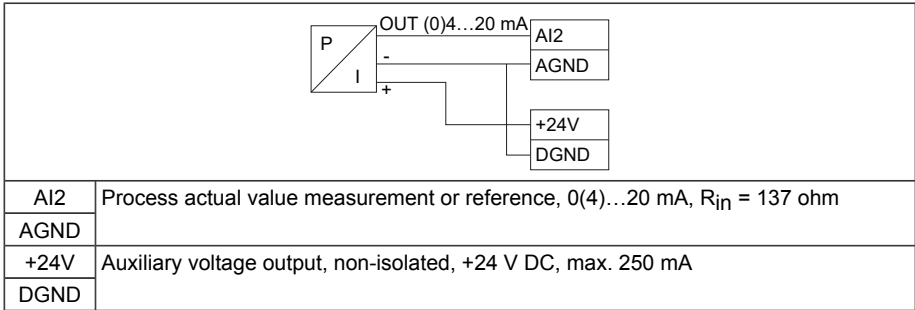 OUT (0)4…20 mA
P
I
-
+
AI2
AGND
+24V
DGND
AI2 Process actual value measurement or reference, 0(4)…20 mA, Rin = 137 ohm
AGND
+24V Auxiliary voltage output, non-isolated, +24 V DC, max. 250 mA
DGND